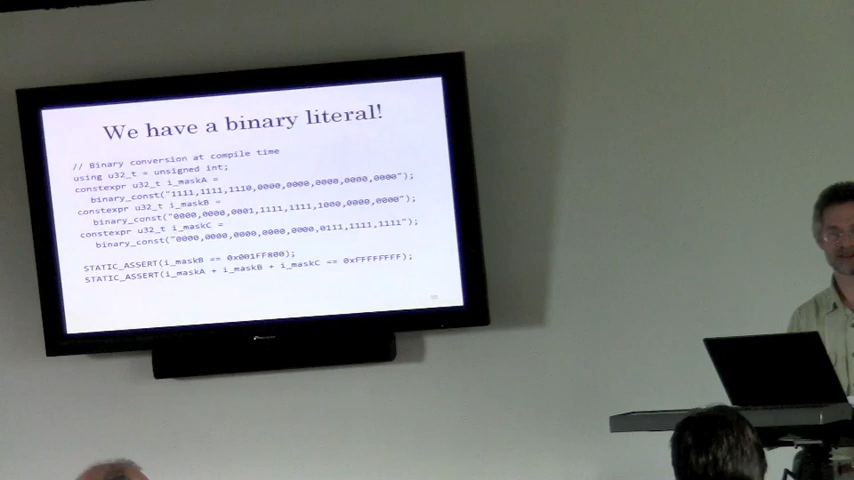 We have a binary literal!
// Binary conversion at compile time
using u32_t = unsigned int;
constexpr u32_t i_maskA =
binary_const("1111,1111,1110,0000,0000,0000,0000,0000");
constexpr u32_t i_maskB =
binary_const("0000,0000,0001,1111,1111,1000,0000,0000");
constexpr u32_t i_maskC =
binary_const("0000,0000,0000,0000,0000,0111,1111,1111");
STATIC_ASSERT(i_maskB == 0x001FF800);
STATIC_ASSERT(i_maskA + i_maskB + i_maskC == 0xFFFFFFFF);